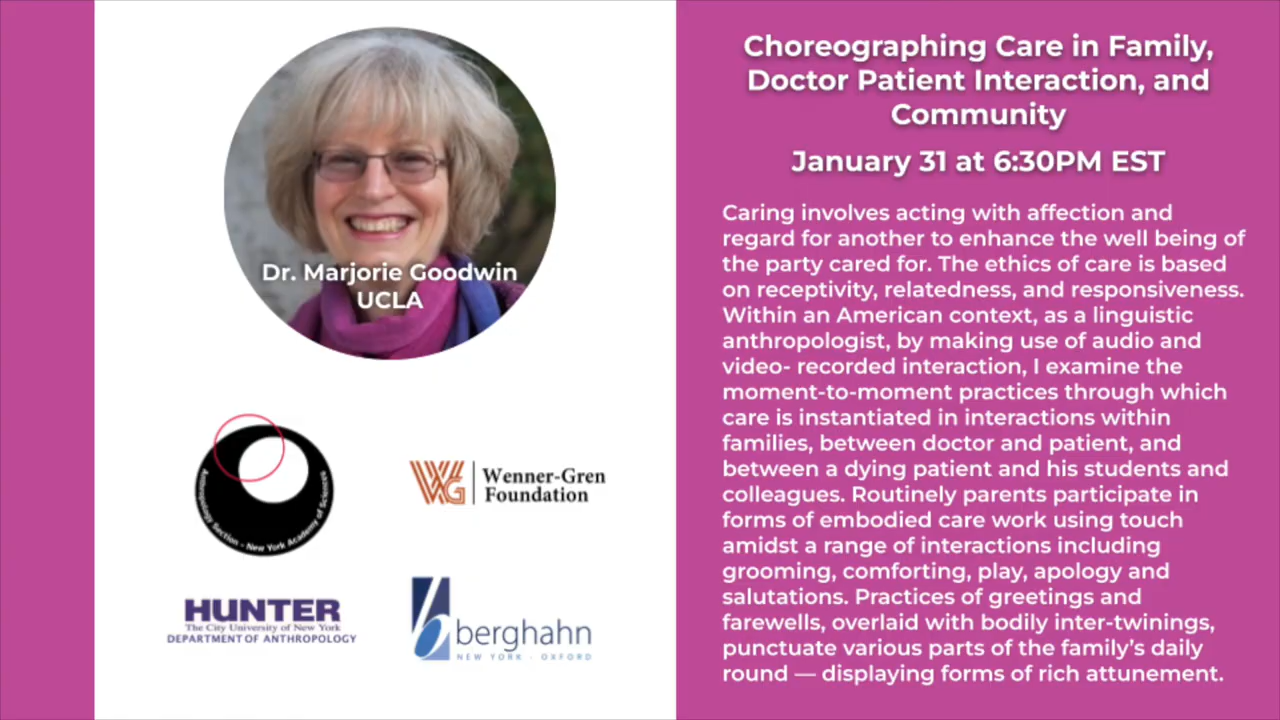 Dr. Marjorie Goodwin
UCLA
Anthropology Section - New York Academy of Sciences
WG
Wenner-Gren
Foundation
HUNTER
The City University of New York
DEPARTMENT OF ANTHROPOLOGY
b
berghahn
NEW YORK · OXFORD
Choreographing Care in Family,
Doctor Patient Interaction, and
Community
January 31 at 6:30PM EST
Caring involves acting with affection and
regard for another to enhance the well being of
the party cared for. The ethics of care is based
on receptivity, relatedness, and responsiveness.
Within an American context, as a linguistic
anthropologist, by making use of audio and
video- recorded interaction, I examine the
moment-to-moment practices through which
care is instantiated in interactions within
families, between doctor and patient, and
between a dying patient and his students and
colleagues. Routinely parents participate in
forms of embodied care work using touch
amidst a range of interactions including
grooming, comforting, play, apology and
salutations. Practices of greetings and
farewells, overlaid with bodily inter-twinings,
punctuate various parts of the family’s daily
round — displaying forms of rich attunement.